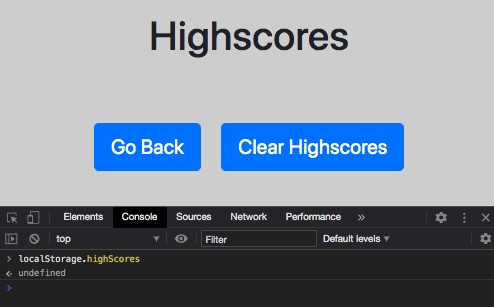 Highscores
Go Back Clear Highscores
Elements Console Sources Network Performance »
top Filter Default levels
localStorage.highScores
undefined